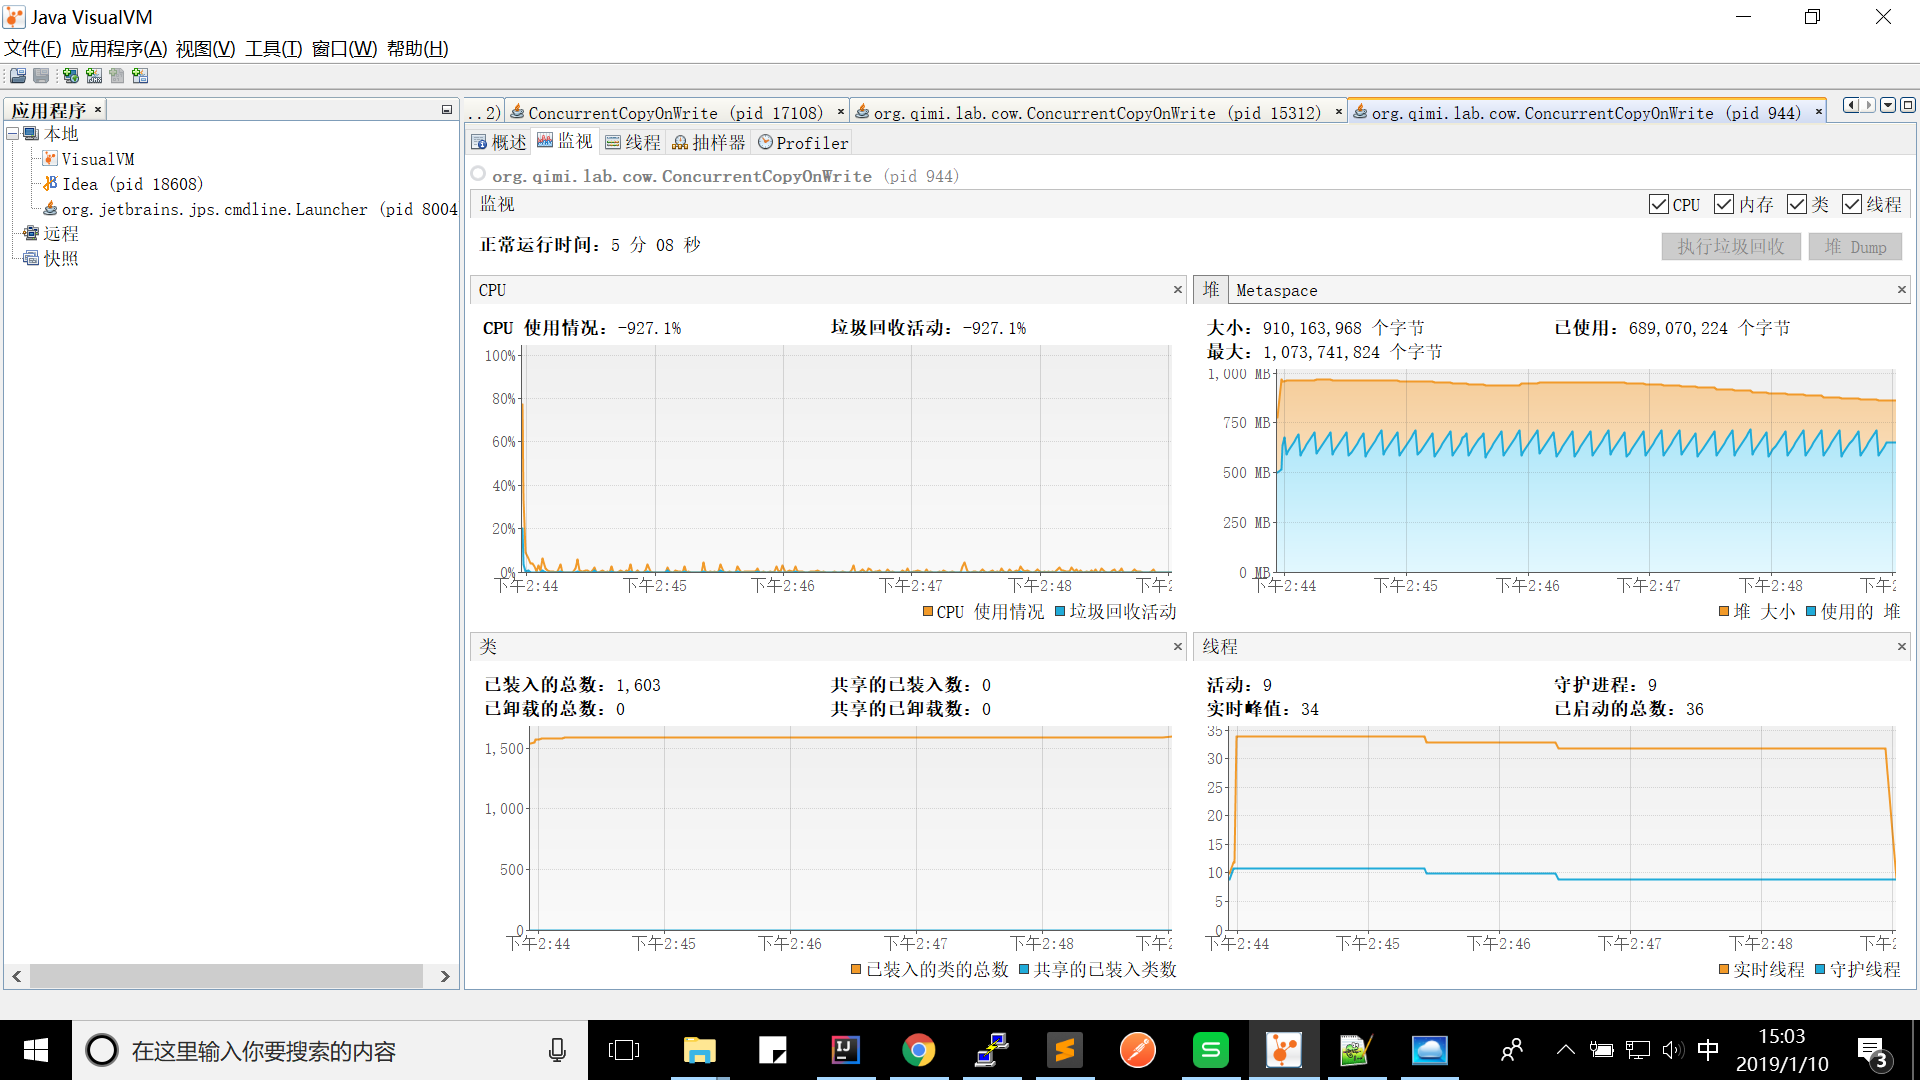 Java VisualVM
文件(F) 应用程序(A) 视图(V) 工具(T) 窗口(W) 帮助(H)
应用程序
本地
VisualVM
Idea (pid 18608)
org.jetbrains.jps.cmdline.Launcher (pid 8004
远程
快照
..2) ConcurrentCopyOnWrite (pid 17108) org.qimi.lab.cow.ConcurrentCopyOnWrite (pid 15312) org.qimi.lab.cow.ConcurrentCopyOnWrite (pid 944)
概述 监视 线程 抽样器 Profiler
org.qimi.lab.cow.ConcurrentCopyOnWrite (pid 944)
监视 CPU 内存 类 线程
正常运行时间: 5 分 08 秒 执行垃圾回收 堆 Dump
CPU
CPU 使用情况: -927.1% 垃圾回收活动: -927.1%
100%
80%
60%
40%
20%
0%
下午2:44 下午2:45 下午2:46 下午2:47 下午2:48 下午2
CPU 使用情况 垃圾回收活动
堆 Metaspace
大小: 910,163,968 个字节 已使用: 689,070,224 个字节
最大: 1,073,741,824 个字节
1,000 MB
750 MB
500 MB
250 MB
0 MB
下午2:44 下午2:45 下午2:46 下午2:47 下午2:48 下午2
堆 大小 使用的 堆
类
已装入的总数: 1,603 共享的已装入数: 0
已卸载的总数: 0 共享的已卸载数: 0
1,500
1,000
500
0
下午2:44 下午2:45 下午2:46 下午2:47 下午2:48 下午2
已装入的类的总数 共享的已装入类数
线程
活动: 9 守护进程: 9
实时峰值: 34 已启动的总数: 36
35
30
25
20
15
10
5
0
下午2:44 下午2:45 下午2:46 下午2:47 下午2:48 下午2
实时线程 守护线程
在这里输入你要搜索的内容
IJ
S
中
15:03
2019/1/10
3